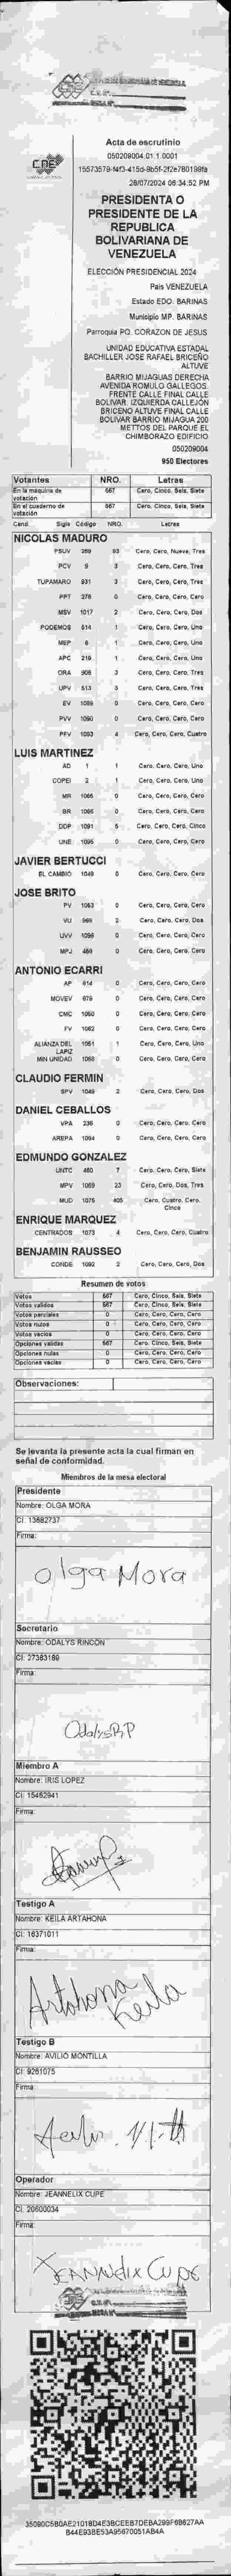 CNE
Acta de escrutinio
050209004.01.1.0001
28/07/2024 06:34:52 PM
PRESIDENTA O
PRESIDENTE DE LA
REPUBLICA
BOLIVARIANA DE
VENEZUELA
ELECCIÓN PRESIDENCIAL 2024
País VENEZUELA
Estado EDO. BARINAS
Municipio MP. BARINAS
Parroquia PQ. CORAZON DE JESUS
UNIDAD EDUCATIVA ESTADAL
BACHILLER JOSE RAFAEL BRICEÑO
ALTUVE
BARRIO MIJAGUAS DERECHA
AVENIDA ROMULO GALLEGOS.
FRENTE CALLE FINAL CALLE
BOLIVAR. IZQUIERDA CALLEJON
BRICENO ALTUVE FINAL CALLE
BOLIVAR BARRIO MIJAGUA 200
METTOS DEL PARQUE EL
CHIMBORAZO EDIFICIO
050209004
950 Electores
Votantes NRO. Letras
En la maquina de votación 567 Cero, Cinco, Seis, Siete
En el cuaderno de votación 567 Cero, Cinco, Seis, Siete
Cand. Sigla Código NRO. Letras
NICOLAS MADURO
PSUV 269 93 Cero, Cero, Nueve, Tres
PCV 9 3 Cero, Cero, Cero, Tres
TUPAMARO 931 3 Cero, Cero, Cero, Tres
PPT 276 0 Cero, Cero, Cero, Cero
MSV 1017 2 Cero, Cero, Cero, Dos
PODEMOS 514 1 Cero, Cero, Cero, Uno
MEP 6 1 Cero, Cero, Cero, Uno
APC 219 1 Cero, Cero, Cero, Uno
ORA 906 3 Cero, Cero, Cero, Tres
UPV 513 3 Cero, Cero, Cero, Tres
EV 1089 0 Cero, Cero, Cero, Cero
PVV 1090 0 Cero, Cero, Cero, Cero
PFV 1093 4 Cero, Cero, Cero, Cuatro
LUIS MARTINEZ
AD 1 1 Cero, Cero, Cero, Uno
COPEI 2 1 Cero, Cero, Cero, Uno
MR 1066 0 Cero, Cero, Cero, Cero
BR 0 Cero, Cero, Cero, Cero
DDP 1091 5 Cero, Cero, Cero, Cinco
UNE 1095 0 Cero, Cero, Cero, Cero
JAVIER BERTUCCI
EL CAMBIO 1049 0 Cero, Cero, Cero, Cero
JOSE BRITO
PV 1053 0 Cero, Cero, Cero, Cero
VU 969 2 Cero, Cero, Cero, Dos
UVV 1096 0 Cero, Cero, Cero, Cero
MPJ 459 0 Cero, Cero, Cero, Cero
ANTONIO ECARRI
AP 614 0 Cero, Cero, Cero, Cero
MOVEV 679 0 Cero, Cero, Cero, Cero
CMC 1050 0 Cero, Cero, Cero, Cero
FV 1062 0 Cero, Cero, Cero, Cero
ALIANZA DEL LAPIZ 1051 1 Cero, Cero, Cero, Uno
MIN UNIDAD 1068 0 Cero, Cero, Cero, Cero
CLAUDIO FERMIN
SPV 1048 2 Cero, Cero, Cero, Dos
DANIEL CEBALLOS
VPA 236 0 Cero, Cero, Cero, Cero
AREPA 1094 0 Cero, Cero, Cero, Cero
EDMUNDO GONZALEZ
UNTC 480 7 Cero, Cero, Cero, Siete
MPV 1069 23 Cero, Cero, Dos, Tres
MUD 1075 405 Cero, Cuatro, Cero, Cinco
ENRIQUE MARQUEZ
CENTRADOS 1073 4 Cero, Cero, Cero, Cuatro
BENJAMIN RAUSSEO
CONDE 1092 2 Cero, Cero, Cero, Dos
Resumen de votos
Votos 567 Cero, Cinco, Seis, Siete
Votos validos 567 Cero, Cinco, Seis, Siete
Votos parciales 0 Cero, Cero, Cero, Cero
Votos nulos 0 Cero, Cero, Cero, Cero
Votos vacios 0 Cero, Cero, Cero, Cero
Opciones validas 567 Cero, Cinco, Seis, Siete
Opciones nulas 0 Cero, Cero, Cero, Cero
Opciones vacias 0 Cero, Cero, Cero, Cero
Observaciones:
Se levanta la presente acta la cual firman en
señal de conformidad.
Miembros de la mesa electoral
Presidente
Nombre: OLGA MORA
CI: 13682737
Firma:
olga Mora
Secretario
Nombre: ODALYS RINCON
CI: 27383189
Firma:
OdalysRP
Miembro A
Nombre: IRIS LOPEZ
CI: 15462941
Firma:
Testigo A
Nombre: KEILA ARTAHONA
CI: 16371011
Firma:
Artahona
Keila
Testigo B
Nombre: AVILIO MONTILLA
CI: 9261075
Firma:
Operador
Nombre: JEANNELIX CUPE
CI: 20600034
Firma:
JEANNELIX CUPE
35090C5B0AE21018D4E3BCEEB7DEBA299F6B627AA
B44E93BE53A95670051AB4A